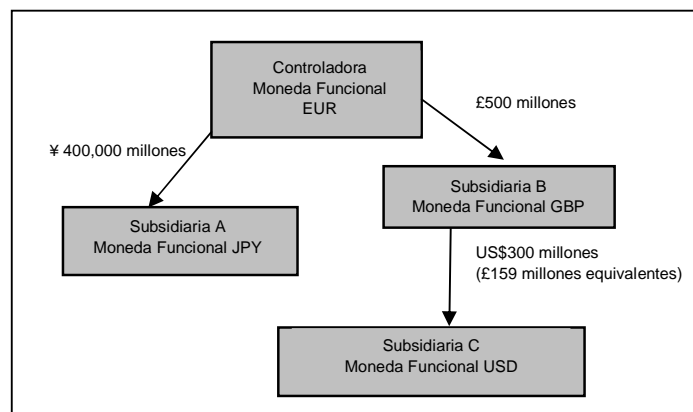 Controladora
Moneda Funcional
EUR
£500 millones
¥ 400,000 millones
Subsidiaria B
Moneda Funcional GBP
Subsidiaria A
Moneda Funcional JPY
US$300 millones
(£159 millones equivalentes)
Subsidiaria C
Moneda Funcional USD